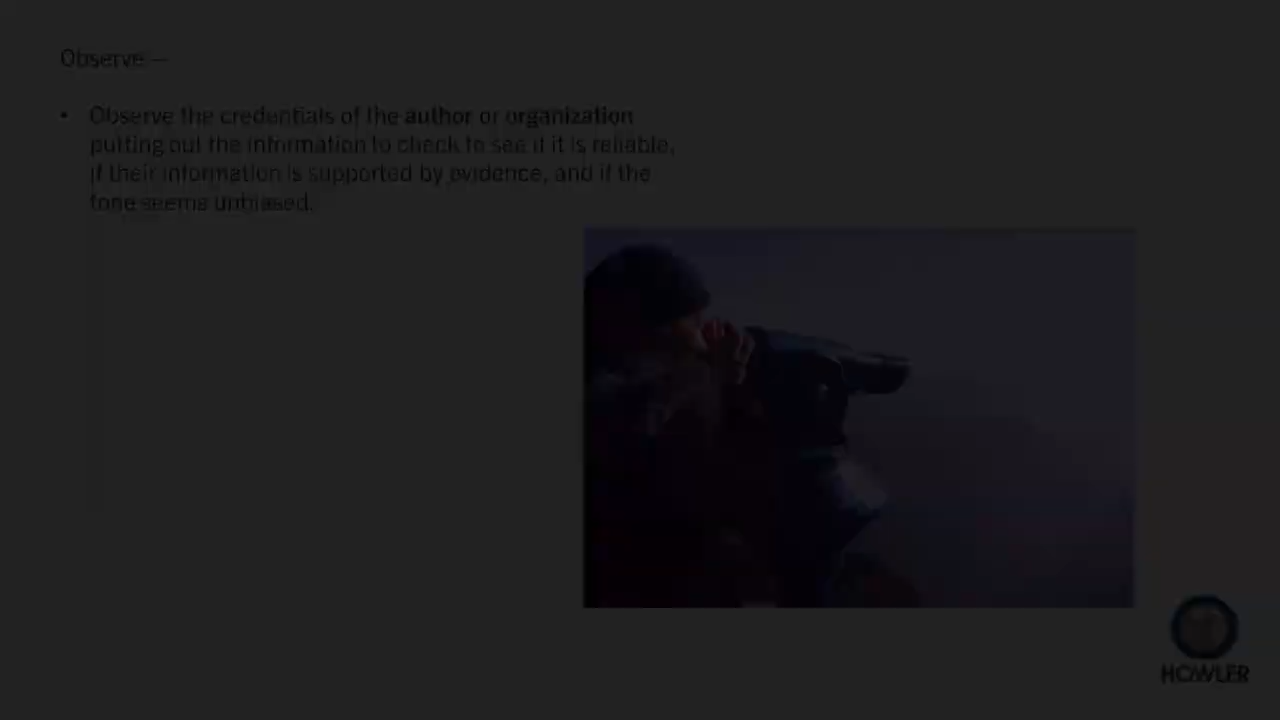 Observe –
• Observe the credentials of the author or organization
putting out the information to check to see if it is reliable,
if their information is supported by evidence, and if the
tone seems unbiased.
HOWLER